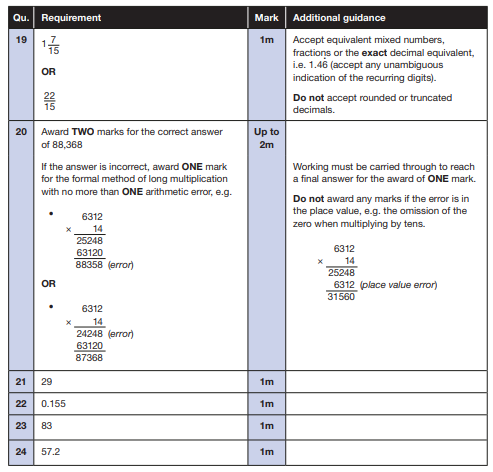 Qu. Requirement Mark Additional guidance
19 1 7/15 1m Accept equivalent mixed numbers,
fractions or the exact decimal equivalent,
i.e. 1.46̇ (accept any unambiguous
indication of the recurring digits).
OR
22/15
Do not accept rounded or truncated
decimals.
20 Award TWO marks for the correct answer
of 88,368
Up to
2m
If the answer is incorrect, award ONE mark
for the formal method of long multiplication
with no more than ONE arithmetic error, e.g.
• 6312
× 14
25248
63120
88358 (error)
OR
• 6312
× 14
24248 (error)
63120
87368
Working must be carried through to reach
a final answer for the award of ONE mark.
Do not award any marks if the error is in
the place value, e.g. the omission of the
zero when multiplying by tens.
6312
× 14
25248
6312 (place value error)
31560
21 29 1m
22 0.155 1m
23 83 1m
24 57.2 1m